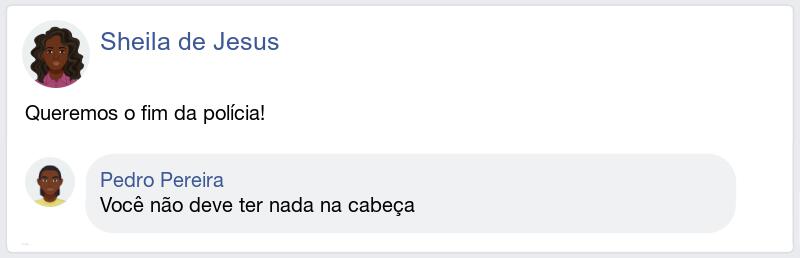 Sheila de Jesus
Queremos o fim da polícia!
Pedro Pereira
Você não deve ter nada na cabeça